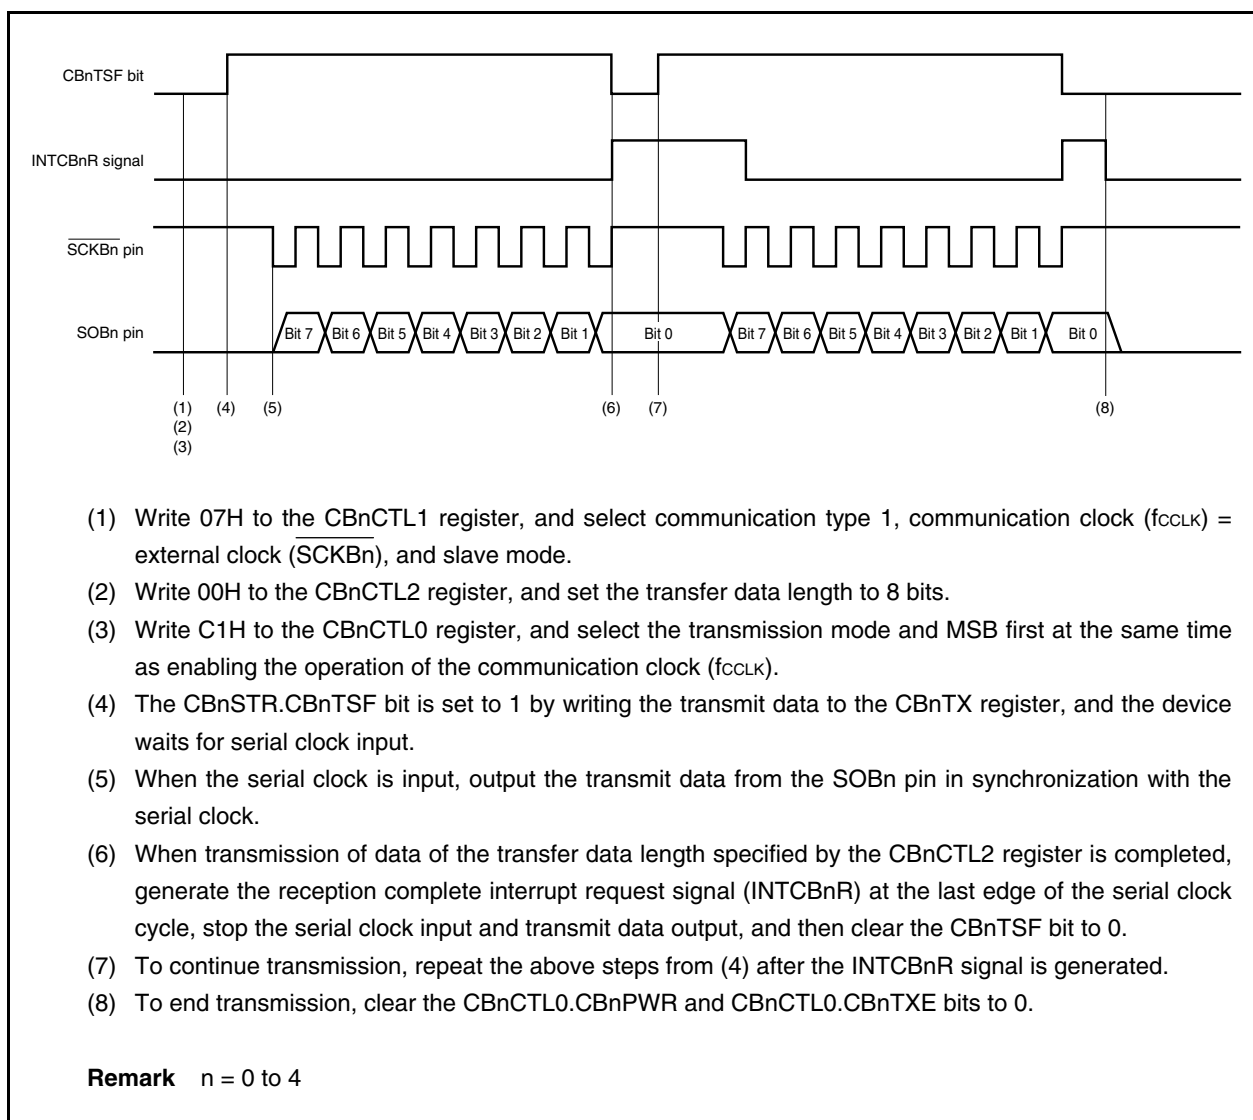 CBnTSF bit
INTCBnR signal
SCKBn pin
SOBn pin
Bit 7 Bit 6 Bit 5 Bit 4 Bit 3 Bit 2 Bit 1 Bit 0 Bit 7 Bit 6 Bit 5 Bit 4 Bit 3 Bit 2 Bit 1 Bit 0
(1) (4) (5) (6) (7) (8)
(2)
(3)
(1) Write 07H to the CBnCTL1 register, and select communication type 1, communication clock (fCCLK) =
external clock (SCKBn), and slave mode.
(2) Write 00H to the CBnCTL2 register, and set the transfer data length to 8 bits.
(3) Write C1H to the CBnCTL0 register, and select the transmission mode and MSB first at the same time
as enabling the operation of the communication clock (fCCLK).
(4) The CBnSTR.CBnTSF bit is set to 1 by writing the transmit data to the CBnTX register, and the device
waits for serial clock input.
(5) When the serial clock is input, output the transmit data from the SOBn pin in synchronization with the
serial clock.
(6) When transmission of data of the transfer data length specified by the CBnCTL2 register is completed,
generate the reception complete interrupt request signal (INTCBnR) at the last edge of the serial clock
cycle, stop the serial clock input and transmit data output, and then clear the CBnTSF bit to 0.
(7) To continue transmission, repeat the above steps from (4) after the INTCBnR signal is generated.
(8) To end transmission, clear the CBnCTL0.CBnPWR and CBnCTL0.CBnTXE bits to 0.
Remark n = 0 to 4